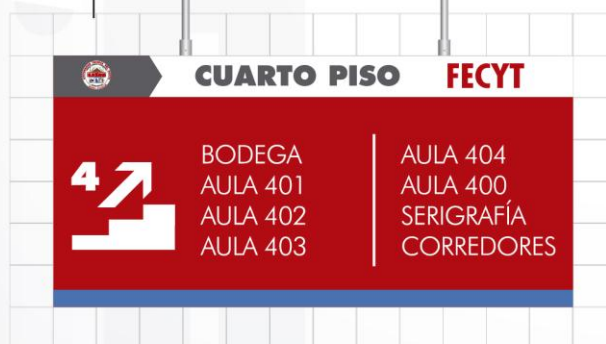 CUARTO PISO FECYT
4
BODEGA
AULA 401
AULA 402
AULA 403
AULA 404
AULA 400
SERIGRAFÍA
CORREDORES